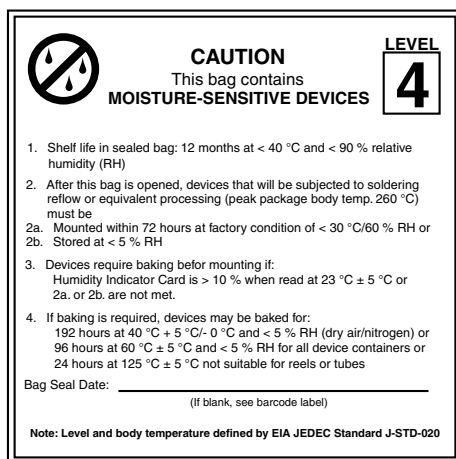 CAUTION
This bag contains
MOISTURE-SENSITIVE DEVICES
LEVEL
4
1. Shelf life in sealed bag: 12 months at < 40 °C and < 90 % relative
humidity (RH)
2. After this bag is opened, devices that will be subjected to soldering
reflow or equivalent processing (peak package body temp. 260 °C)
must be
2a. Mounted within 72 hours at factory condition of < 30 °C/60 % RH or
2b. Stored at < 5 % RH
3. Devices require baking befor mounting if:
Humidity Indicator Card is > 10 % when read at 23 °C ± 5 °C or
2a. or 2b. are not met.
4. If baking is required, devices may be baked for:
192 hours at 40 °C + 5 °C/- 0 °C and < 5 % RH (dry air/nitrogen) or
96 hours at 60 °C ± 5 °C and < 5 % RH for all device containers or
24 hours at 125 °C ± 5 °C not suitable for reels or tubes
Bag Seal Date:
(If blank, see barcode label)
Note: Level and body temperature defined by EIA JEDEC Standard J-STD-020